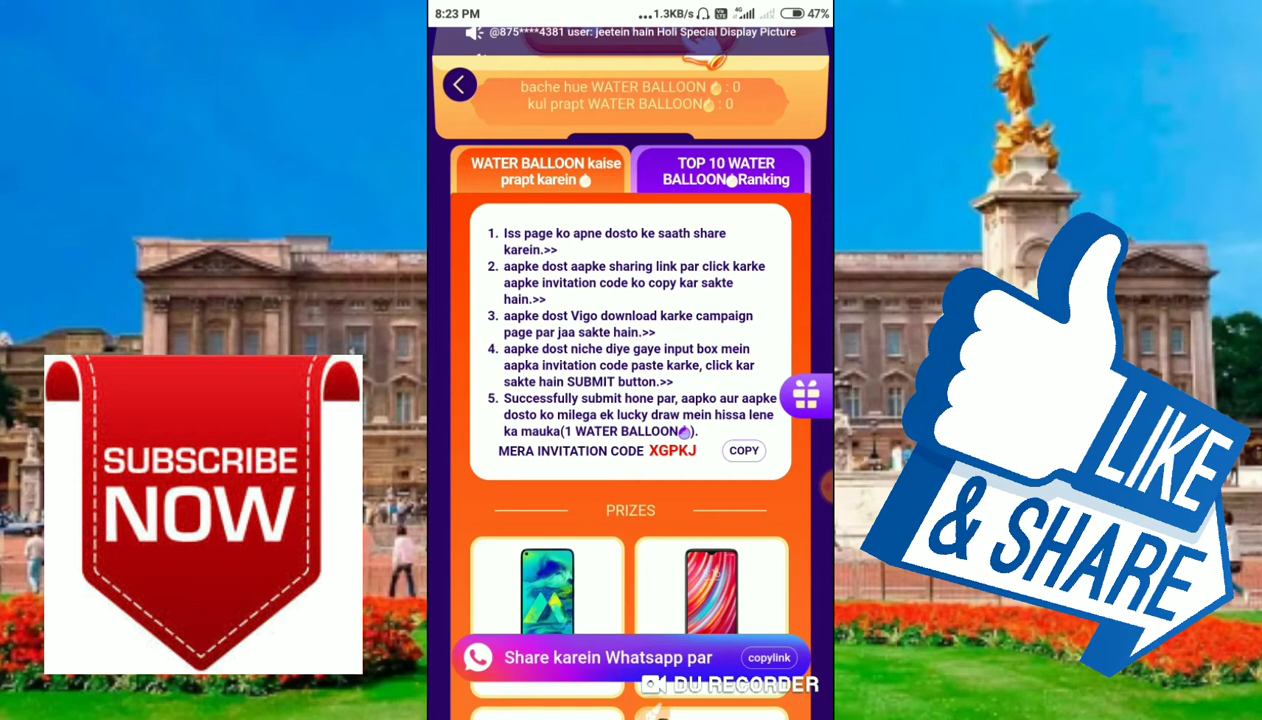 8:23 PM
...1.3KB/s
4G
47%
@875****4381 user: jeetein hain Holi Special Display Picture
bache hue WATER BALLOON : 0
kul prapt WATER BALLOON : 0
WATER BALLOON kaise
prapt karein
TOP 10 WATER
BALLOON Ranking
1. Iss page ko apne dosto ke saath share
karein.>>
2. aapke dost aapke sharing link par click karke
aapke invitation code ko copy kar sakte
hain.>>
3. aapke dost Vigo download karke campaign
page par jaa sakte hain.>>
4. aapke dost niche diye gaye input box mein
aapka invitation code paste karke, click kar
sakte hain SUBMIT button.>>
5. Successfully submit hone par, aapko aur aapke
dosto ko milega ek lucky draw mein hissa lene
ka mauka(1 WATER BALLOON).
MERA INVITATION CODE XGPKJ COPY
PRIZES
Share karein Whatsapp par copylink
DU RECORDER
SUBSCRIBE
NOW
LIKE
& SHARE